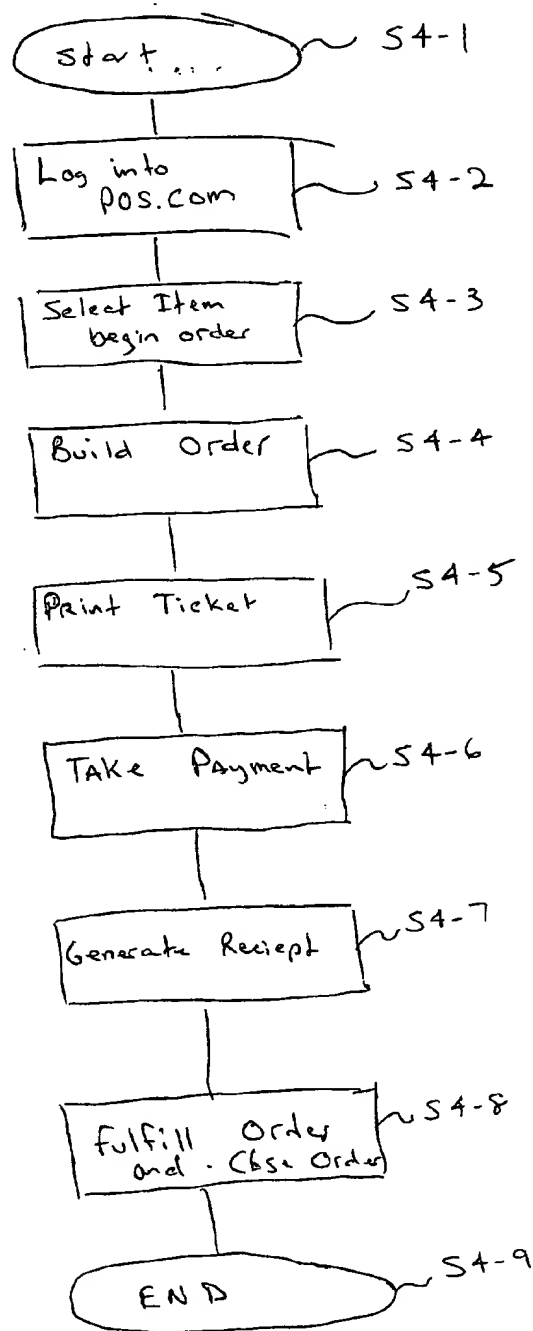 Start ....
S4-1
Log into
POS.com
S4-2
Select Item
begin order
S4-3
Build Order
S4-4
Print Ticket
S4-5
TAKe Payment
S4-6
Generate Reciept
S4-7
fulfill Order
and . Close Order
S4-8
END
S4-9